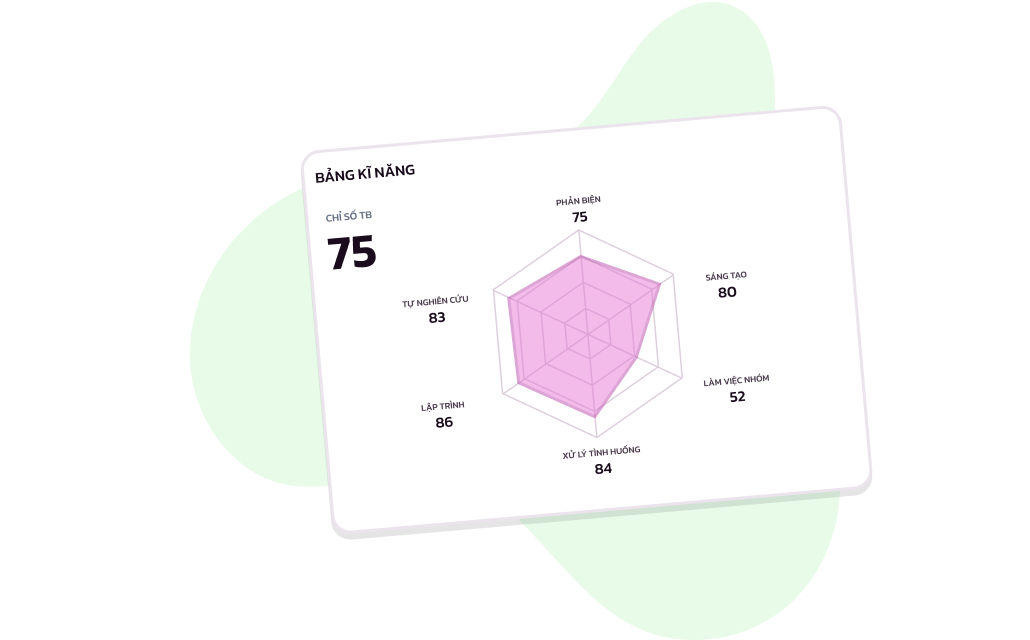 BẢNG KĨ NĂNG
CHỈ SỐ TB
75
PHẢN BIỆN
75
SÁNG TẠO
80
TỰ NGHIÊN CỨU
83
LÀM VIỆC NHÓM
52
LẬP TRÌNH
86
XỬ LÝ TÌNH HUỐNG
84